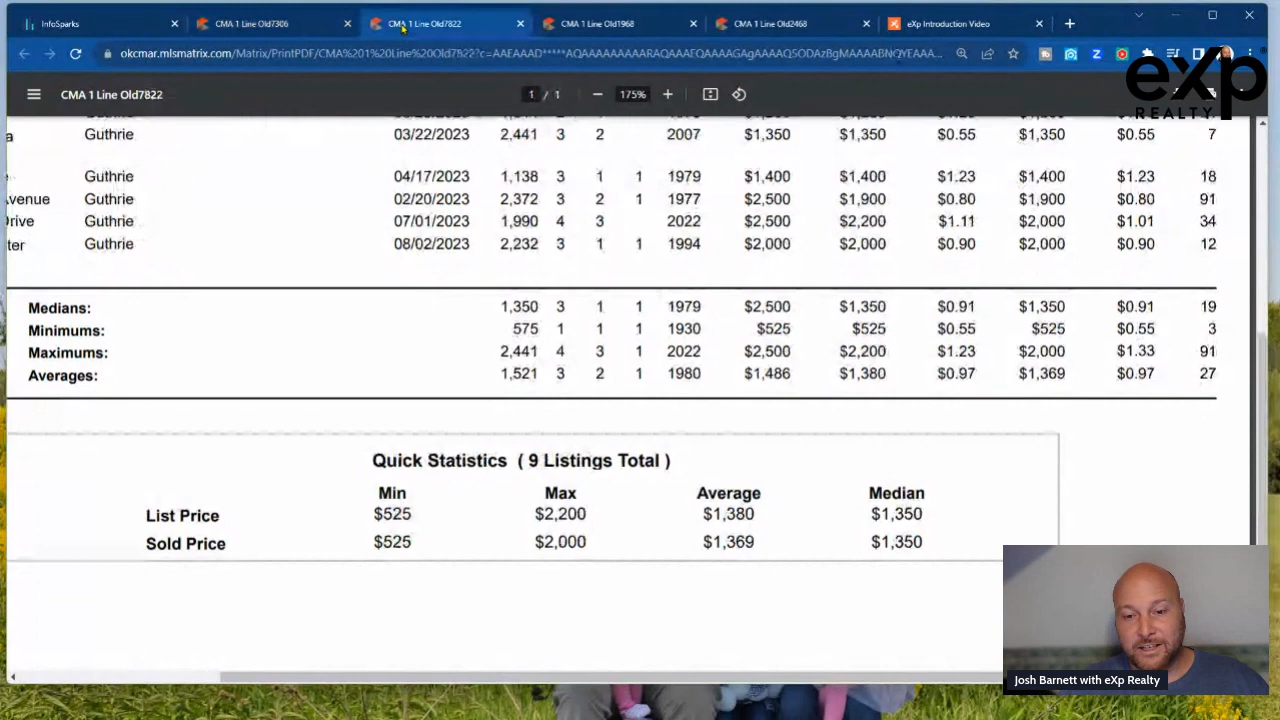 InfoSparks
CMA 1 Line Old7306
CMA 1 Line Old7822
CMA 1 Line Old1968
CMA 1 Line Old2468
eXp Introduction Video
okcmar.mlsmatrix.com/Matrix/PrintPDF/CMA%201%20Line%20Old7822?c=
CMA 1 Line Old7822
1 / 1
175%
eXp
REALTY
a Guthrie 03/22/2023 2,441 3 2 2007 $1,350 $1,350 $0.55 $1,350 $0.55 7
Guthrie 04/17/2023 1,138 3 1 1 1979 $1,400 $1,400 $1.23 $1,400 $1.23 18
venue Guthrie 02/20/2023 2,372 3 2 1 1977 $2,500 $1,900 $0.80 $1,900 $0.80 91
rive Guthrie 07/01/2023 1,990 4 3 2022 $2,500 $2,200 $1.11 $2,000 $1.01 34
ter Guthrie 08/02/2023 2,232 3 1 1 1994 $2,000 $2,000 $0.90 $2,000 $0.90 12
Medians: 1,350 3 1 1 1979 $2,500 $1,350 $0.91 $1,350 $0.91 19
Minimums: 575 1 1 1 1930 $525 $525 $0.55 $525 $0.55 3
Maximums: 2,441 4 3 1 2022 $2,500 $2,200 $1.23 $2,000 $1.33 91
Averages: 1,521 3 2 1 1980 $1,486 $1,380 $0.97 $1,369 $0.97 27
Quick Statistics ( 9 Listings Total )
Min Max Average Median
List Price $525 $2,200 $1,380 $1,350
Sold Price $525 $2,000 $1,369 $1,350
Josh Barnett with eXp Realty